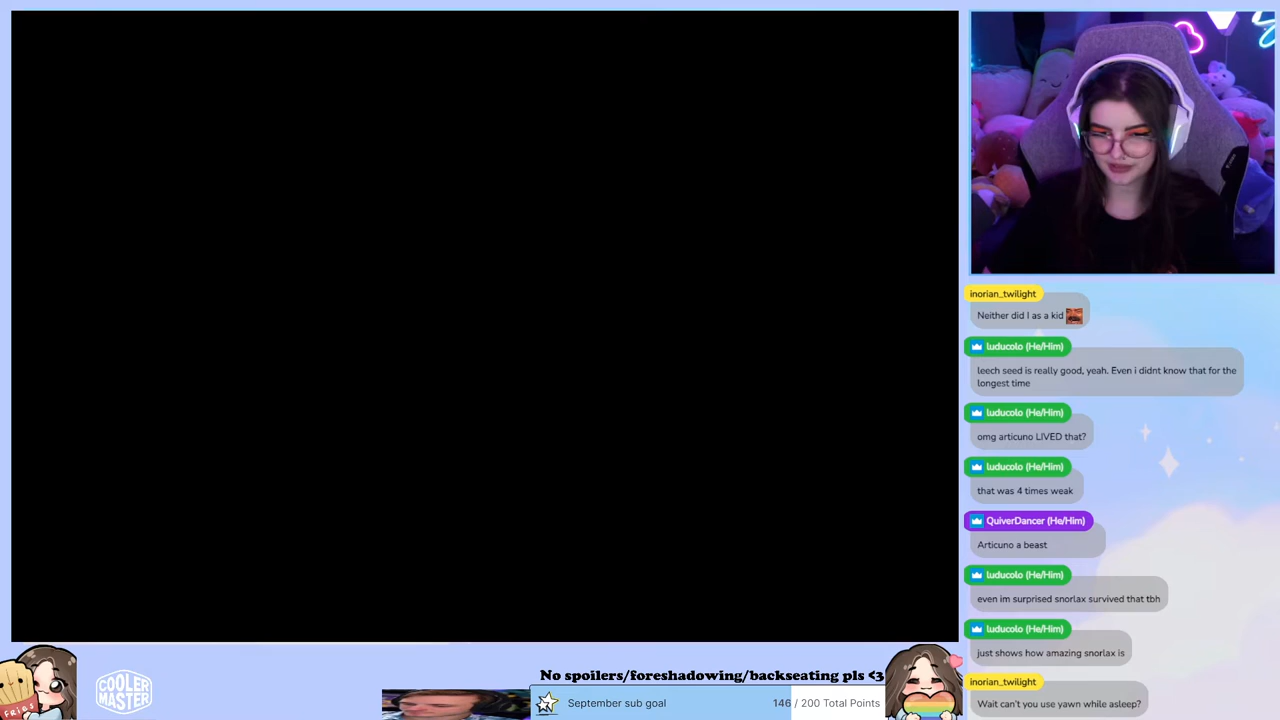 inorian_twilight
Neither did I as a kid
luducolo (He/Him)
leech seed is really good, yeah. Even i didnt know that for the
longest time
luducolo (He/Him)
omg articuno LIVED that?
luducolo (He/Him)
that was 4 times weak
QuiverDancer (He/Him)
Articuno a beast
luducolo (He/Him)
even im surprised snorlax survived that tbh
luducolo (He/Him)
just shows how amazing snorlax is
inorian_twilight
Wait can't you use yawn while asleep?
No spoilers/foreshadowing/backseating pls <3
September sub goal 146 / 200 Total Points
COOLER
MASTER
FRIES